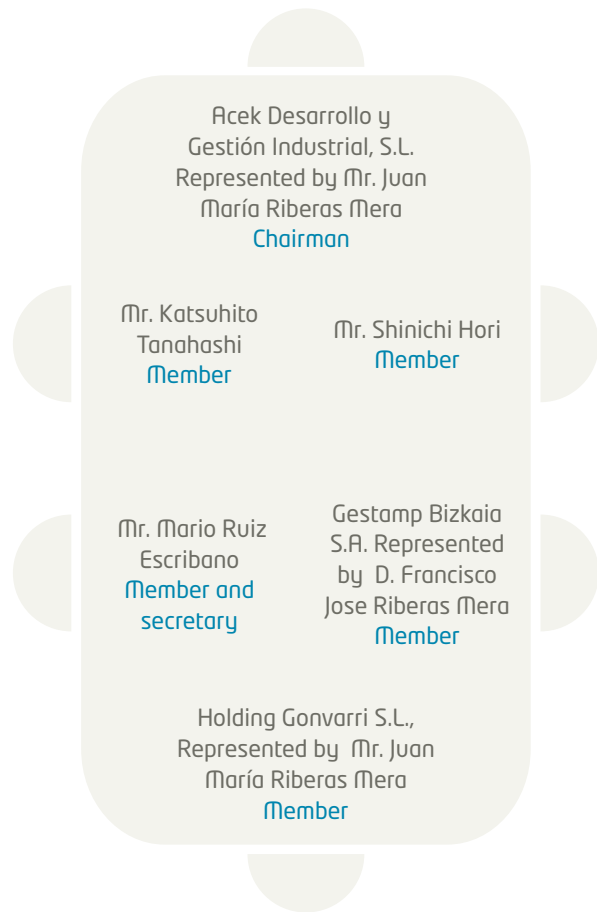 Acek Desarrollo y
Gestión Industrial, S.L.
Represented by Mr. Juan
María Riberas Mera
Chairman
Mr. Katsuhito
Tanahashi
Member
Mr. Shinichi Hori
Member
Mr. Mario Ruiz
Escribano
Member and
secretary
Gestamp Bizkaia
S.A. Represented
by D. Francisco
Jose Riberas Mera
Member
Holding Gonvarri S.L.,
Represented by Mr. Juan
María Riberas Mera
Member